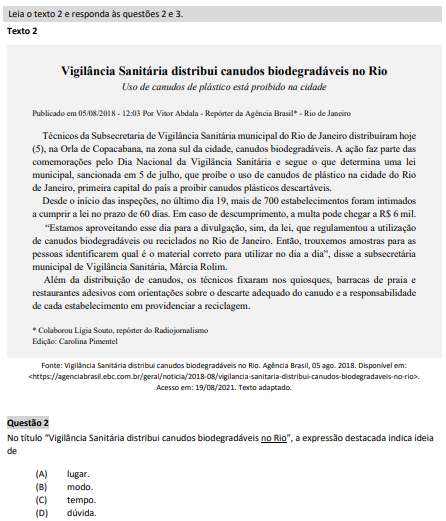 Leia o texto 2 e responda às questões 2 e 3.
Texto 2
Vigilância Sanitária distribui canudos biodegradáveis no Rio
Uso de canudos de plástico está proibido na cidade
Publicado em 05/08/2018 - 12:03 Por Vitor Abdala - Repórter da Agência Brasil* - Rio de Janeiro
Técnicos da Subsecretaria de Vigilância Sanitária municipal do Rio de Janeiro distribuíram hoje
(5), na Orla de Copacabana, na zona sul da cidade, canudos biodegradáveis. A ação faz parte das
comemorações pelo Dia Nacional da Vigilância Sanitária e segue o que determina uma lei
municipal, sancionada em 5 de julho, que proíbe o uso de canudos de plástico na cidade do Rio
de Janeiro, primeira capital do país a proibir canudos plásticos descartáveis.
Desde o início das inspeções, no último dia 19, mais de 700 estabelecimentos foram intimados
a cumprir a lei no prazo de 60 dias. Em caso de descumprimento, a multa pode chegar a R$ 6 mil.
“Estamos aproveitando esse dia para a divulgação, sim, da lei, que regulamentou a utilização
de canudos biodegradáveis ou reciclados no Rio de Janeiro. Então, trouxemos amostras para as
pessoas identificarem qual é o material correto para utilizar no dia a dia”, disse a subsecretária
municipal de Vigilância Sanitária, Márcia Rolim.
Além da distribuição de canudos, os técnicos fixaram nos quiosques, barracas de praia e
restaurantes adesivos com orientações sobre o descarte adequado do canudo e a responsabilidade
de cada estabelecimento em providenciar a reciclagem.
* Colaborou Lígia Souto, repórter do Radiojornalismo
Edição: Carolina Pimentel
Fonte: Vigilância Sanitária distribui canudos biodegradáveis no Rio. Agência Brasil, 05 ago. 2018. Disponível em:
<https://agenciabrasil.ebc.com.br/geral/noticia/2018-08/vigilancia-sanitaria-distribui-canudos-biodegradaveis-no-rio>.
Acesso em: 19/08/2021. Texto adaptado.
Questão 2
No título “Vigilância Sanitária distribui canudos biodegradáveis no Rio”, a expressão destacada indica ideia
de
(A) lugar.
(B) modo.
(C) tempo.
(D) dúvida.